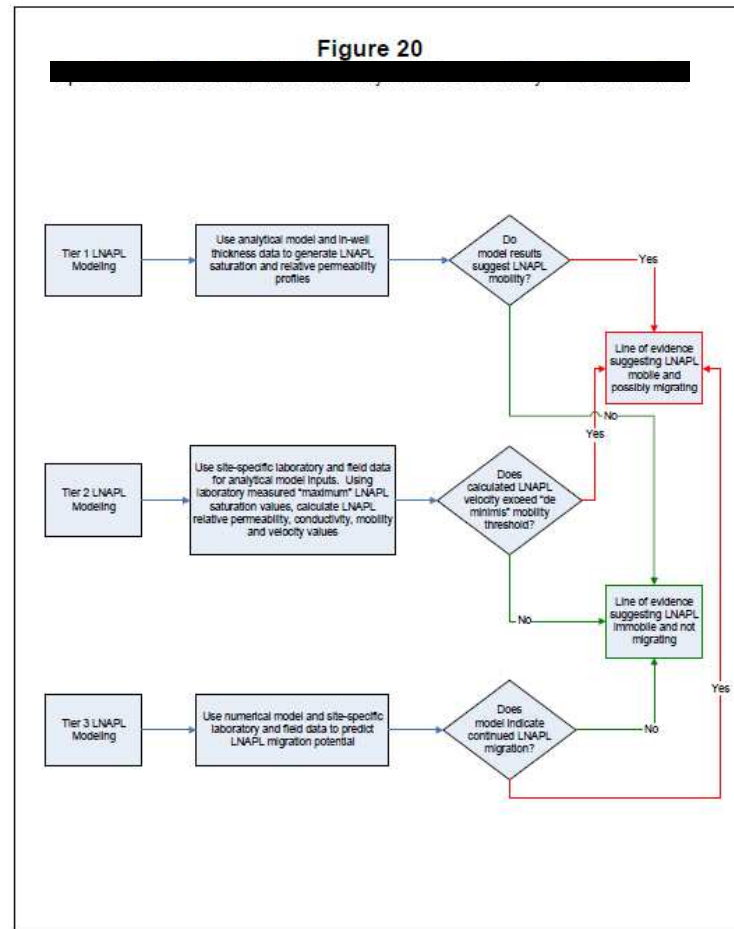 Figure 20
Tier 1 LNAPL
Modeling
Use analytical model and in-well
thickness data to generate LNAPL
saturation and relative permeability
profiles
Do
model results
suggest LNAPL
mobility?
Yes
Line of evidence
suggesting LNAPL
mobile and
possibly migrating
No
Yes
Tier 2 LNAPL
Modeling
Use site-specific laboratory and field data
for analytical model inputs. Using
laboratory measured "maximum" LNAPL
saturation values, calculate LNAPL
relative permeability, conductivity, mobility
and velocity values
Does
calculated LNAPL
velocity exceed "de
minimis" mobility
threshold?
No
Line of evidence
suggesting LNAPL
immobile and not
migrating
Yes
Tier 3 LNAPL
Modeling
Use numerical model and site-specific
laboratory and field data to predict
LNAPL migration potential
Does
model indicate
continued LNAPL
migration?
No